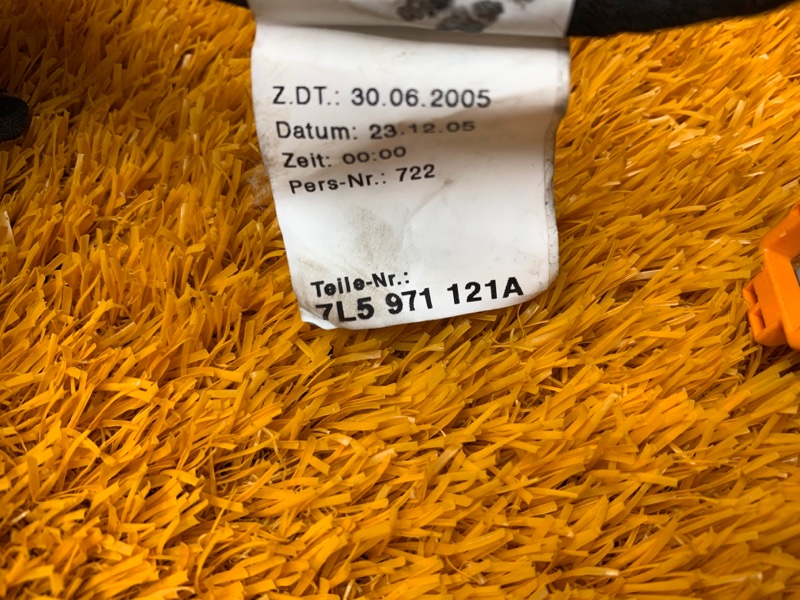 Z.DT.: 30.06.2005
Datum: 23.12.05
Zeit: 00:00
Pers-Nr.: 722
Teile-Nr.:
7L5 971 121A